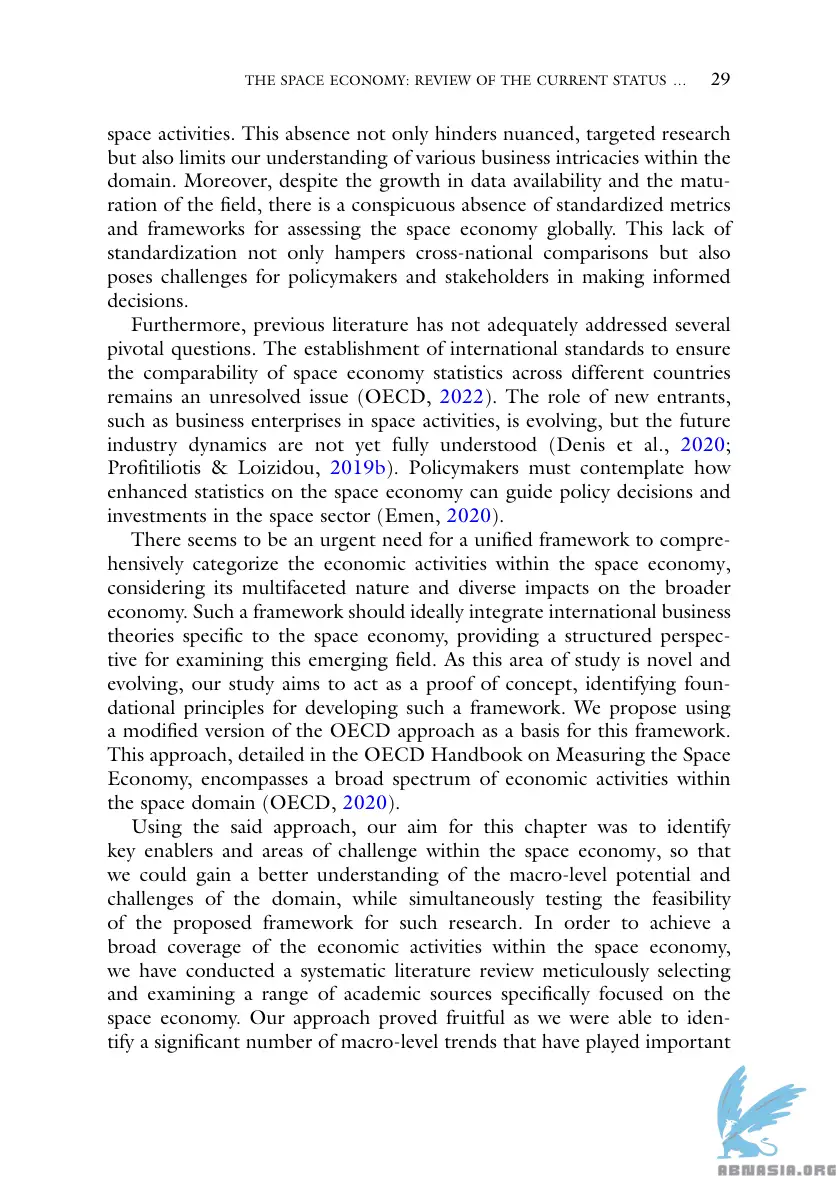 THE SPACE ECONOMY: REVIEW OF THE CURRENT STATUS ... 29
space activities. This absence not only hinders nuanced, targeted research
but also limits our understanding of various business intricacies within the
domain. Moreover, despite the growth in data availability and the matu-
ration of the field, there is a conspicuous absence of standardized metrics
and frameworks for assessing the space economy globally. This lack of
standardization not only hampers cross-national comparisons but also
poses challenges for policymakers and stakeholders in making informed
decisions.
Furthermore, previous literature has not adequately addressed several
pivotal questions. The establishment of international standards to ensure
the comparability of space economy statistics across different countries
remains an unresolved issue (OECD, 2022). The role of new entrants,
such as business enterprises in space activities, is evolving, but the future
industry dynamics are not yet fully understood (Denis et al., 2020;
Profitiliotis & Loizidou, 2019b). Policymakers must contemplate how
enhanced statistics on the space economy can guide policy decisions and
investments in the space sector (Emen, 2020).
There seems to be an urgent need for a unified framework to compre-
hensively categorize the economic activities within the space economy,
considering its multifaceted nature and diverse impacts on the broader
economy. Such a framework should ideally integrate international business
theories specific to the space economy, providing a structured perspec-
tive for examining this emerging field. As this area of study is novel and
evolving, our study aims to act as a proof of concept, identifying foun-
dational principles for developing such a framework. We propose using
a modified version of the OECD approach as a basis for this framework.
This approach, detailed in the OECD Handbook on Measuring the Space
Economy, encompasses a broad spectrum of economic activities within
the space domain (OECD, 2020).
Using the said approach, our aim for this chapter was to identify
key enablers and areas of challenge within the space economy, so that
we could gain a better understanding of the macro-level potential and
challenges of the domain, while simultaneously testing the feasibility
of the proposed framework for such research. In order to achieve a
broad coverage of the economic activities within the space economy,
we have conducted a systematic literature review meticulously selecting
and examining a range of academic sources specifically focused on the
space economy. Our approach proved fruitful as we were able to iden-
tify a significant number of macro-level trends that have played important
ABNASIA.ORG